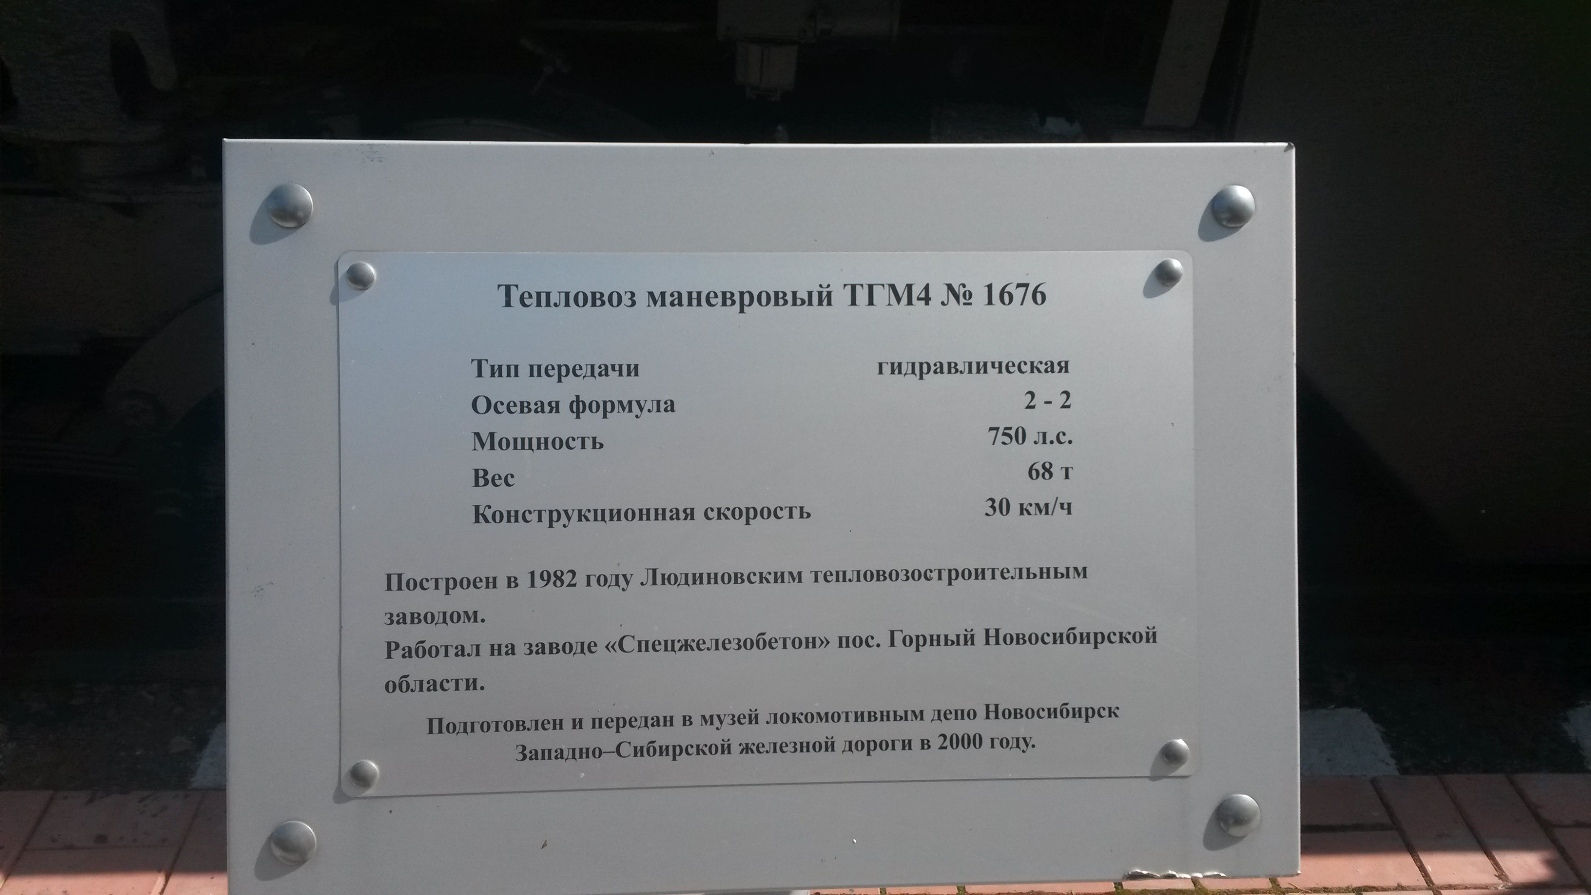 Тепловоз маневровый ТГМ4 № 1676
Тип передачи гидравлическая
Осевая формула 2 - 2
Мощность 750 л.с.
Вес 68 т
Конструкционная скорость 30 км/ч
Построен в 1982 году Людиновским тепловозостроительным
заводом.
Работал на заводе «Спецжелезобетон» пос. Горный Новосибирской
области.
Подготовлен и передан в музей локомотивным депо Новосибирск
Западно–Сибирской железной дороги в 2000 году.